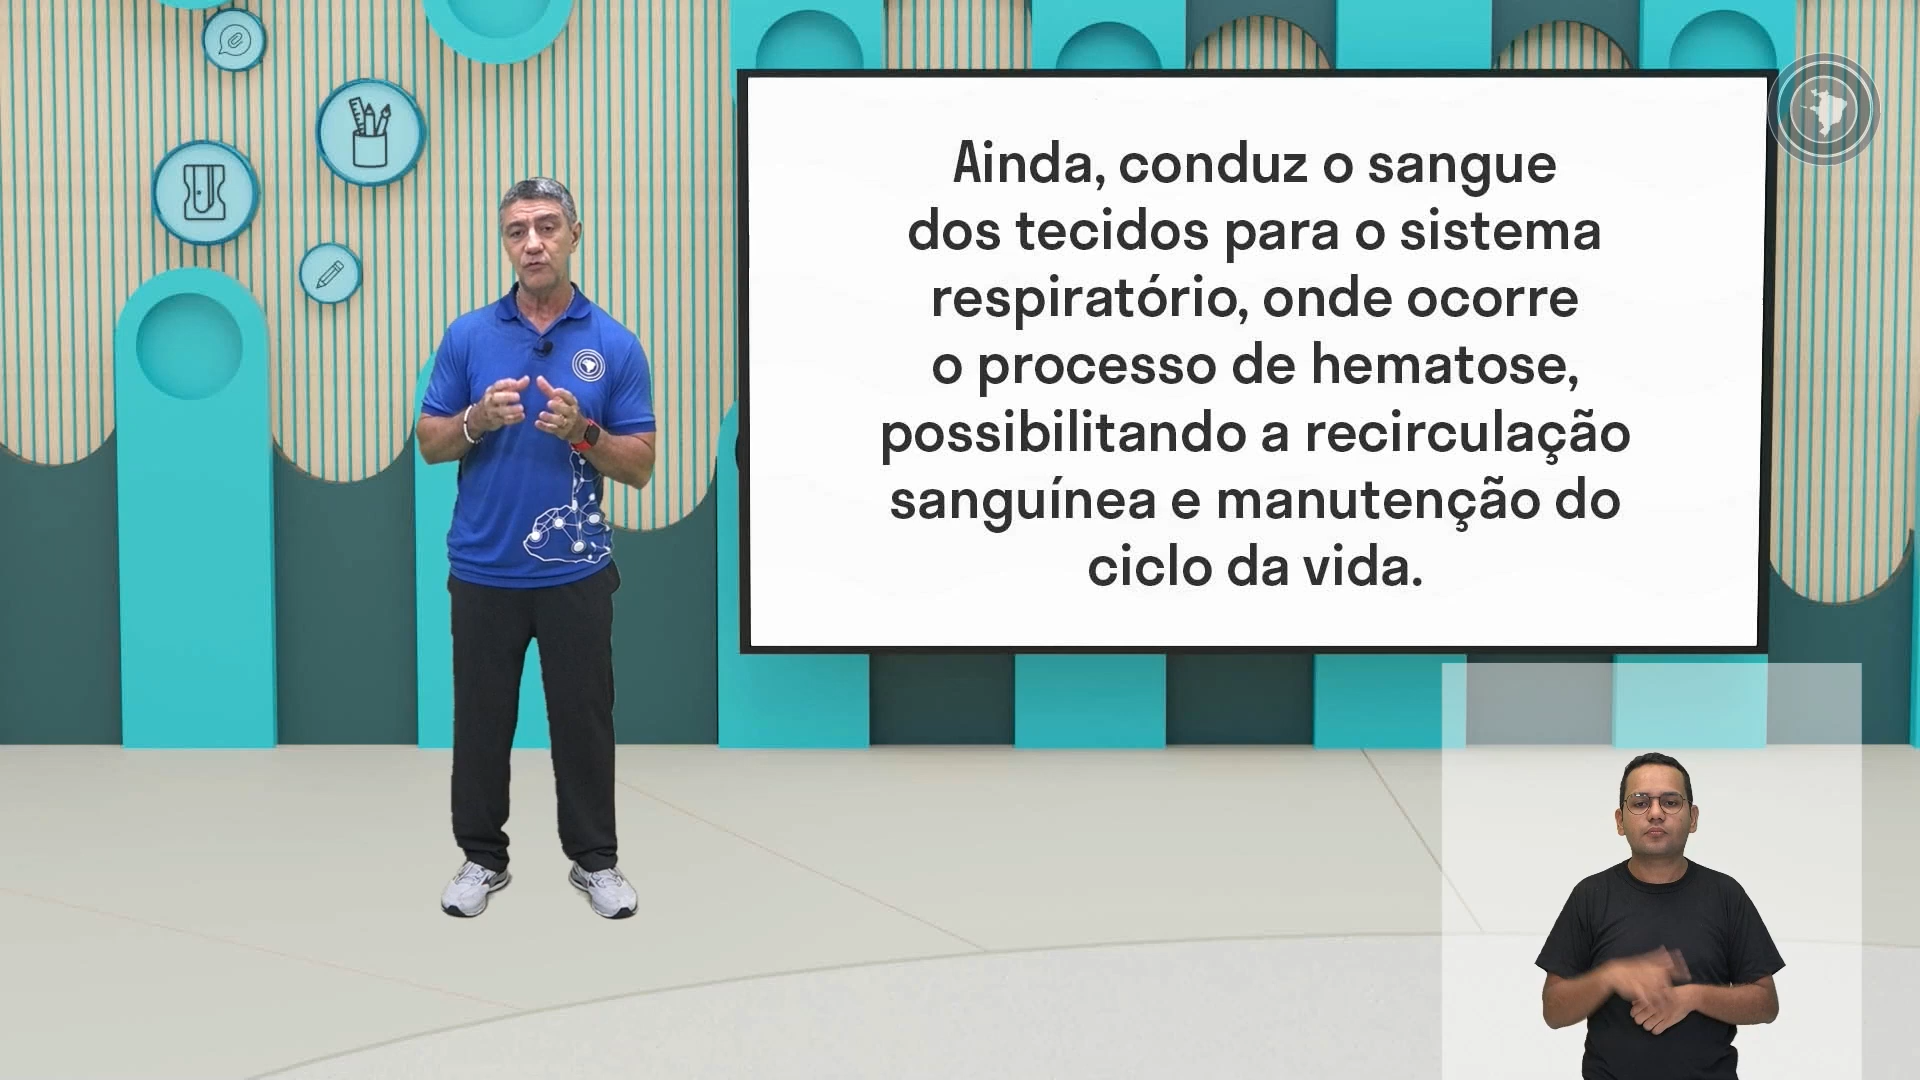 Ainda, conduz o sangue
dos tecidos para o sistema
respiratório, onde ocorre
o processo de hematose,
possibilitando a recirculação
sanguínea e manutenção do
ciclo da vida.